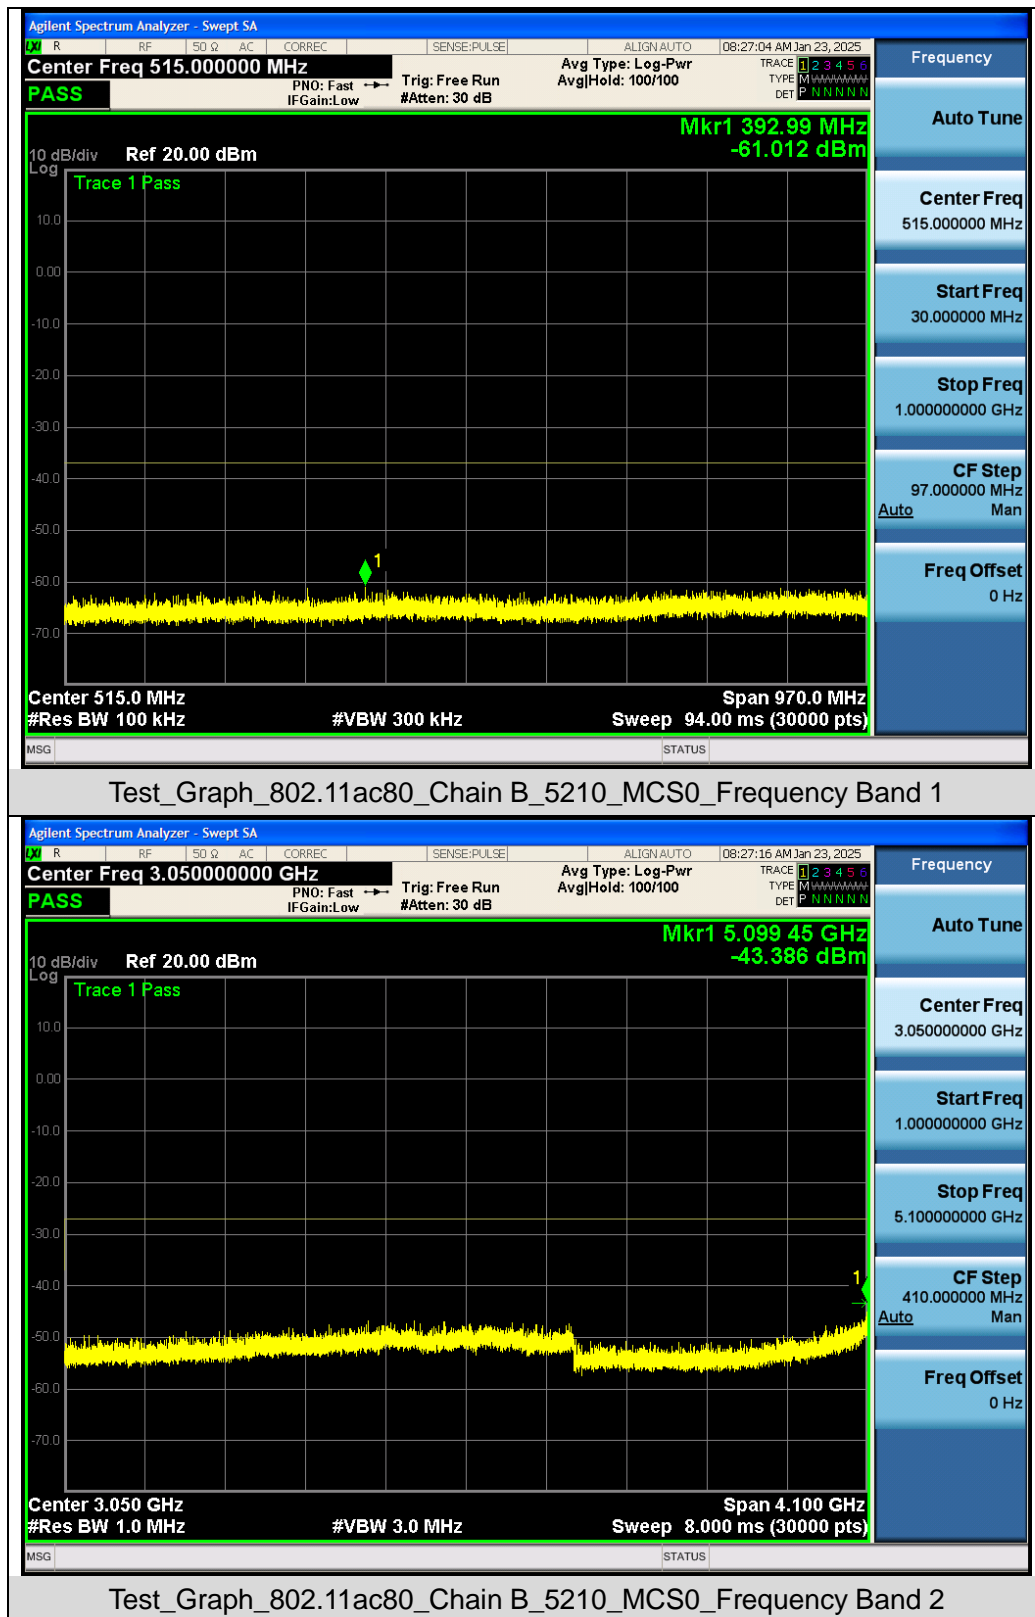 Agilent Spectrum Analyzer - Swept SA
LXI R RF 50 Ω AC CORREC SENSE:PULSE ALIGN AUTO 08:27:04 AM Jan 23, 2025
Center Freq 515.000000 MHz
PASS
PNO: Fast
IFGain:Low
Trig: Free Run
#Atten: 30 dB
Avg Type: Log-Pwr
Avg|Hold: 100/100
TRACE 1 2 3 4 5 6
TYPE M
DET P N N N N N
Mkr1 392.99 MHz
-61.012 dBm
10 dB/div Ref 20.00 dBm
Log
Trace 1 Pass
10.0
0.00
-10.0
-20.0
-30.0
-40.0
-50.0
-60.0
-70.0
1
Center 515.0 MHz Span 970.0 MHz
#Res BW 100 kHz #VBW 300 kHz Sweep 94.00 ms (30000 pts)
MSG STATUS
Frequency
Auto Tune
Center Freq
515.000000 MHz
Start Freq
30.000000 MHz
Stop Freq
1.000000000 GHz
CF Step
97.000000 MHz
Auto Man
Freq Offset
0 Hz
Test_Graph_802.11ac80_Chain B_5210_MCS0_Frequency Band 1
Agilent Spectrum Analyzer - Swept SA
LXI R RF 50 Ω AC CORREC SENSE:PULSE ALIGN AUTO 08:27:16 AM Jan 23, 2025
Center Freq 3.050000000 GHz
PASS
PNO: Fast
IFGain:Low
Trig: Free Run
#Atten: 30 dB
Avg Type: Log-Pwr
Avg|Hold: 100/100
TRACE 1 2 3 4 5 6
TYPE M
DET P N N N N N
Mkr1 5.099 45 GHz
-43.386 dBm
10 dB/div Ref 20.00 dBm
Log
Trace 1 Pass
10.0
0.00
-10.0
-20.0
-30.0
-40.0
-50.0
-60.0
-70.0
1
Center 3.050 GHz Span 4.100 GHz
#Res BW 1.0 MHz #VBW 3.0 MHz Sweep 8.000 ms (30000 pts)
MSG STATUS
Frequency
Auto Tune
Center Freq
3.050000000 GHz
Start Freq
1.000000000 GHz
Stop Freq
5.100000000 GHz
CF Step
410.000000 MHz
Auto Man
Freq Offset
0 Hz
Test_Graph_802.11ac80_Chain B_5210_MCS0_Frequency Band 2